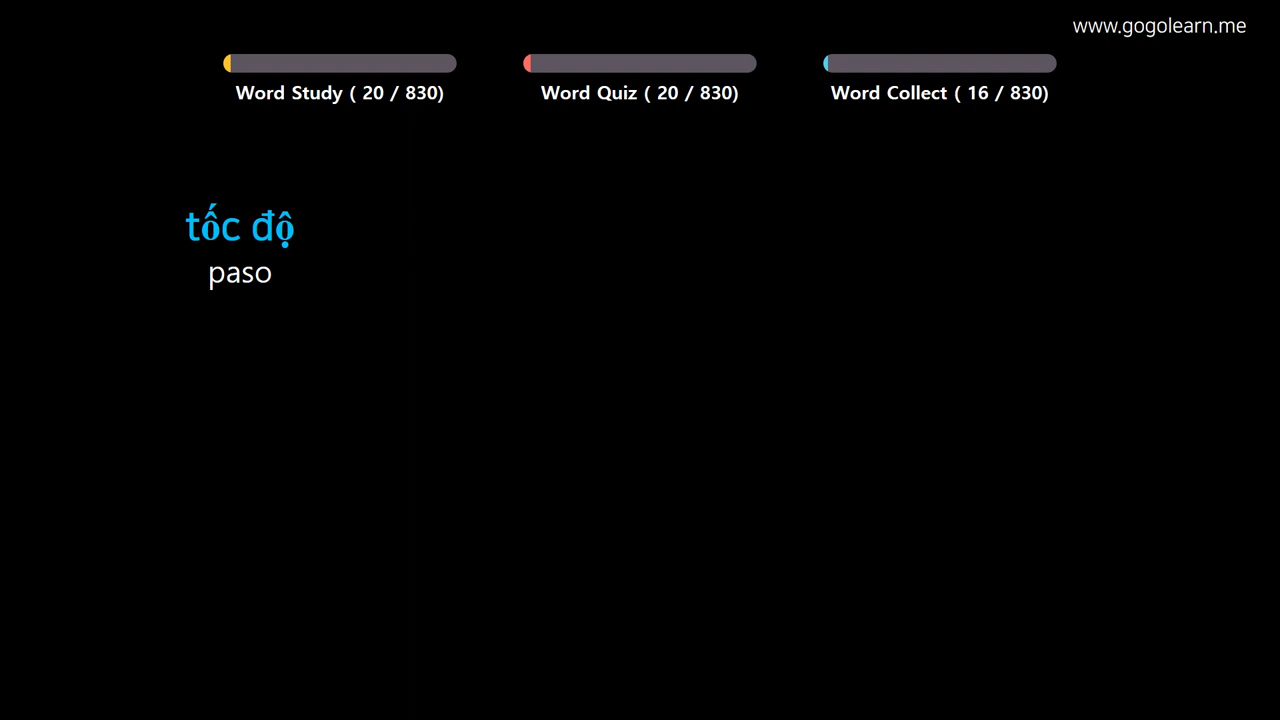 www.gogolearn.me
Word Study ( 20 / 830)
Word Quiz ( 20 / 830)
Word Collect ( 16 / 830)
tốc độ
paso